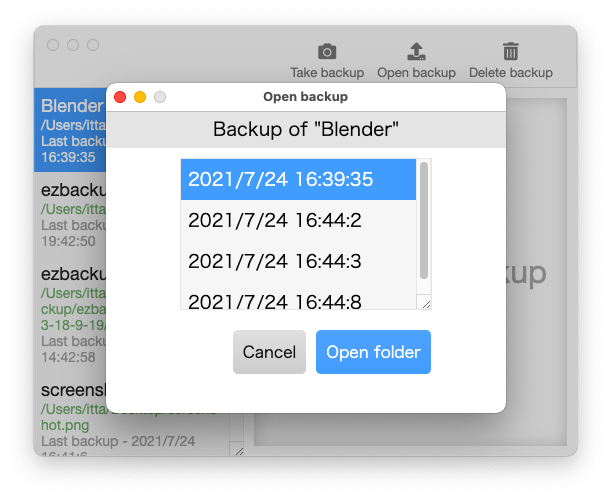 Take backup
Open backup
Delete backup
Open backup
Backup of "Blender"
2021/7/24 16:39:35
2021/7/24 16:44:2
2021/7/24 16:44:3
2021/7/24 16:44:8
Cancel
Open folder
Blender
/Users/itta
Last backu
16:39:35
ezbacku
/Users/itta
Last backu
19:42:50
ezbacku
/Users/itta
ckup/ezba
3-18-9-19/
Last backu
14:42:58
screensh
/Users/itta/Desktop/screens
hot.png
Last backup - 2021/7/24
16:41:6
kup